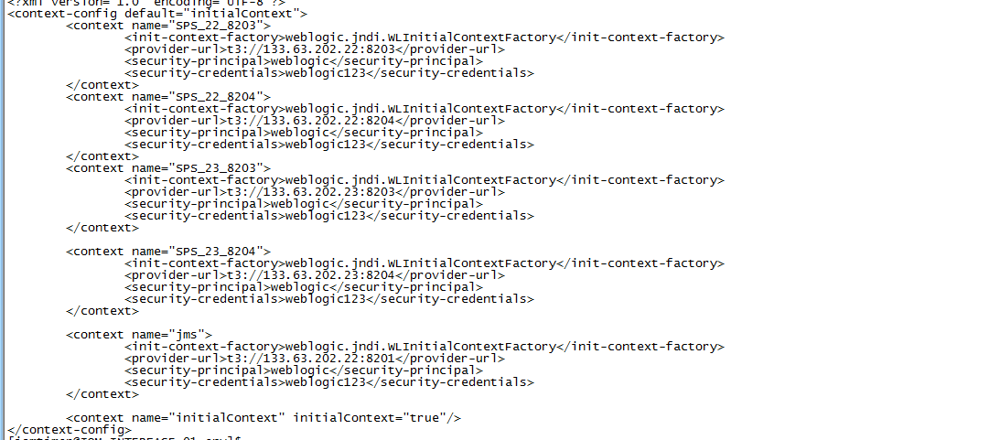 <?xml version="1.0" encoding="UTF-8"?>
<context-config default="initialContext">
<context name="SPS_22_8203">
<init-context-factory>weblogic.jndi.WLInitialContextFactory</init-context-factory>
<provider-url>t3://133.63.202.22:8203</provider-url>
<security-principal>weblogic</security-principal>
<security-credentials>weblogic123</security-credentials>
</context>
<context name="SPS_22_8204">
<init-context-factory>weblogic.jndi.WLInitialContextFactory</init-context-factory>
<provider-url>t3://133.63.202.22:8204</provider-url>
<security-principal>weblogic</security-principal>
<security-credentials>weblogic123</security-credentials>
</context>
<context name="SPS_23_8203">
<init-context-factory>weblogic.jndi.WLInitialContextFactory</init-context-factory>
<provider-url>t3://133.63.202.23:8203</provider-url>
<security-principal>weblogic</security-principal>
<security-credentials>weblogic123</security-credentials>
</context>
<context name="SPS_23_8204">
<init-context-factory>weblogic.jndi.WLInitialContextFactory</init-context-factory>
<provider-url>t3://133.63.202.23:8204</provider-url>
<security-principal>weblogic</security-principal>
<security-credentials>weblogic123</security-credentials>
</context>
<context name="jms">
<init-context-factory>weblogic.jndi.WLInitialContextFactory</init-context-factory>
<provider-url>t3://133.63.202.22:8201</provider-url>
<security-principal>weblogic</security-principal>
<security-credentials>weblogic123</security-credentials>
</context>
<context name="initialContext" initialContext="true"/>
</context-config>